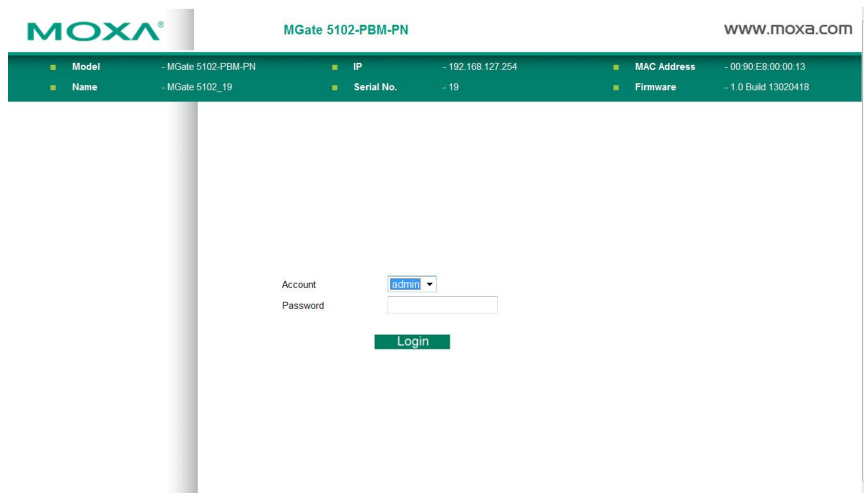 MOXA®
MGate 5102-PBM-PN
www.moxa.com
Model - MGate 5102-PBM-PN IP - 192.168.127.254 MAC Address - 00:90:E8:00:00:13
Name - MGate 5102_19 Serial No. - 19 Firmware - 1.0 Build 13020418
Account admin
Password
Login